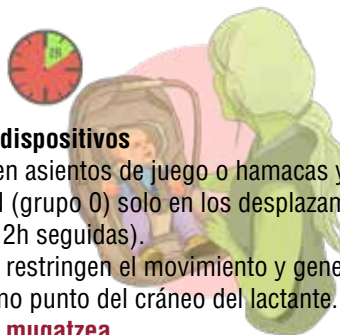 2h
dispositivos
en asientos de juego o hamacas y
(grupo 0) solo en los desplazam
2h seguidas).
restringen el movimiento y gene
no punto del cráneo del lactante.
mugatzea